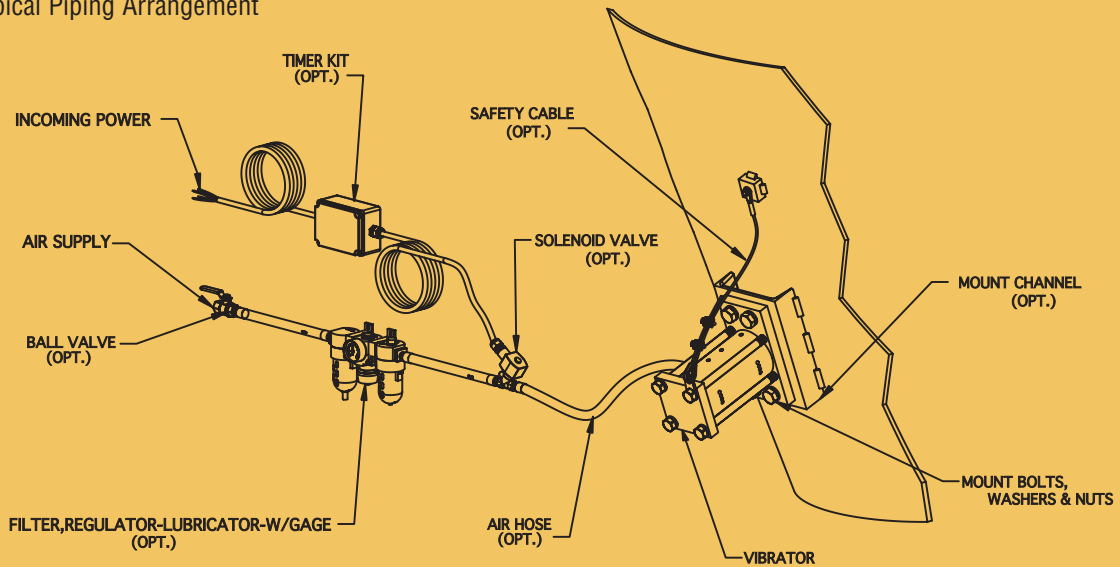 pical Piping Arrangement
TIMER KIT
(OPT.)
INCOMING POWER
SAFETY CABLE
(OPT.)
AIR SUPPLY
SOLENOID VALVE
(OPT.)
MOUNT CHANNEL
(OPT.)
BALL VALVE
(OPT.)
MOUNT BOLTS,
WASHERS & NUTS
FILTER,REGULATOR-LUBRICATOR-W/GAGE
(OPT.)
AIR HOSE
(OPT.)
VIBRATOR